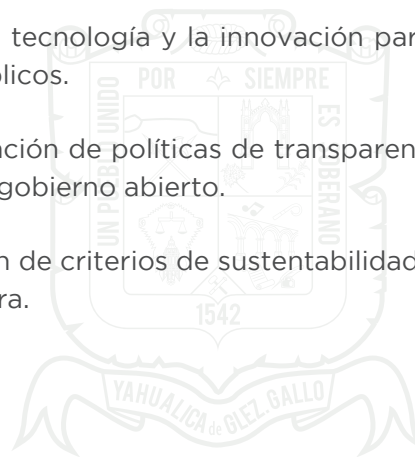 tecnología y la innovación par
licos.
POR SIEMPRE
UN PUEBLO UNIDO
ES SOBERANO
ación de políticas de transparen
gobierno abierto.
n de criterios de sustentabilidad
ra.
1542
YAHUALICA de GLEZ. GALLO